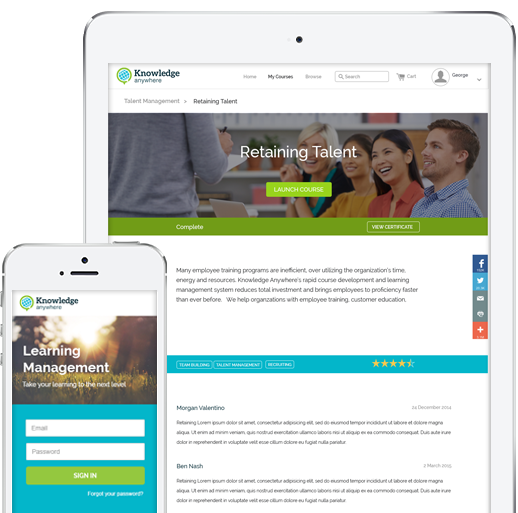 Knowledge
anywhere
Home My Courses Browse Search Cart George
Talent Management > Retaining Talent
Retaining Talent
LAUNCH COURSE
Complete VIEW CERTIFICATE
Many employee training programs are inefficient, over utilizing the organization's time,
energy and resources. Knowledge Anywhere's rapid course development and learning
management system reduces total investment and brings employees to proficiency faster
than ever before. We help organizations with employee training, customer education,
TEAM BUILDING TALENT MANAGEMENT RECRUITING
Morgan Valentino 24 December 2014
Retaining Lorem ipsum dolor sit amet, consectetur adipisicing elit, sed do eiusmod tempor incididunt ut labore et dolore magna
aliqua. Ut enim ad minim veniam, quis nostrud exercitation ullamco laboris nisi ut aliquip ex ea commodo consequat. Duis aute irure
dolor in reprehenderit in voluptate velit esse cillum dolore eu fugiat nulla pariatur.
Ben Nash 2 March 2015
Retaining Lorem ipsum dolor sit amet, consectetur adipisicing elit, sed do eiusmod tempor incididunt ut labore et dolore magna
aliqua. Ut enim ad minim veniam, quis nostrud exercitation ullamco laboris nisi ut aliquip ex ea commodo consequat. Duis aute irure
dolor in reprehenderit in voluptate velit esse cillum dolore eu fugiat nulla pariatur.
Knowledge
anywhere
Learning
Management
Take your learning to the next level
Email
Password
SIGN IN
Forgot your password?